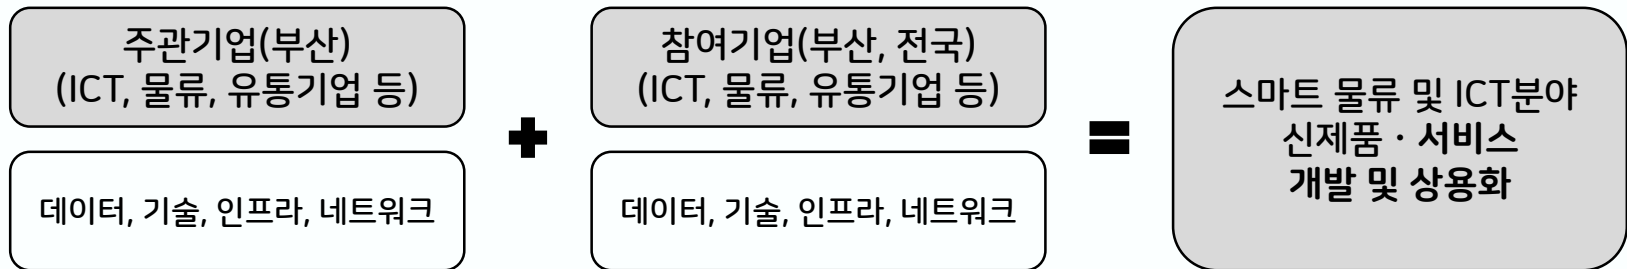 주관기업(부산)
(ICT, 물류, 유통기업 등)
데이터, 기술, 인프라, 네트워크
+
참여기업(부산, 전국)
(ICT, 물류, 유통기업 등)
데이터, 기술, 인프라, 네트워크
=
스마트 물류 및 ICT분야
신제품 · 서비스
개발 및 상용화